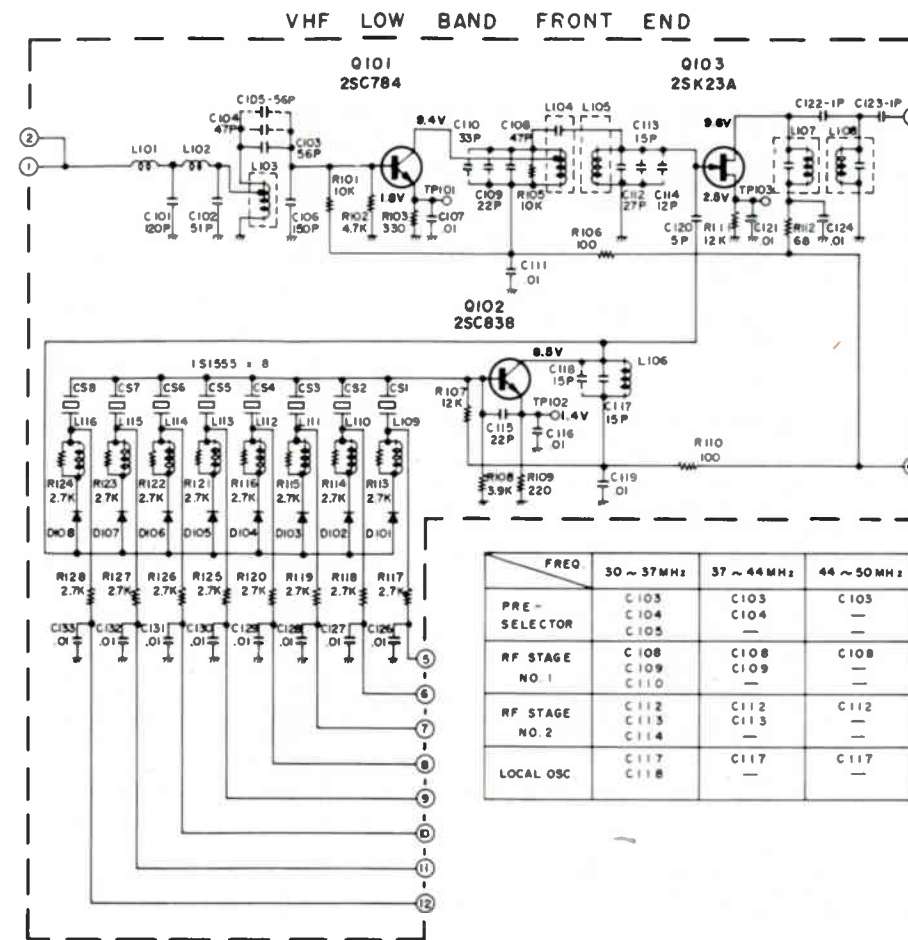 VHF LOW BAND FRONT END
Q101
2SC784
Q103
2SK23A
C105-56P
C104
47P
C103
56P
9.4V
C110
33P
C108
47P
L104
L105
C113
15P
9.6V
C122-1P
C123-1P
L107
L108
2
1
L101
L102
L103
R101
10K
1.8V
TP101
C109
22P
R105
10K
C112
27P
C114
12P
2.8V
TP103
C101
120P
C102
51P
C106
150P
R102
4.7K
R103
330
C107
.01
R106
100
C120
5P
R111
12K
C121
.01
R112
68
C124
.01
C111
.01
Q102
2SC838
1S1555 x 8
8.5V
C118
15P
L106
CS8
CS7
CS6
CS5
CS4
CS3
CS2
CS1
R107
12K
TP102
1.4V
C117
15P
L116
L115
L114
L113
L112
L111
L110
L109
C115
22P
C116
.01
R110
100
R124
2.7K
R123
2.7K
R122
2.7K
R121
2.7K
R116
2.7K
R115
2.7K
R114
2.7K
R113
2.7K
R108
3.9K
R109
220
C119
.01
D108
D107
D106
D105
D104
D103
D102
D101
R128
2.7K
R127
2.7K
R126
2.7K
R125
2.7K
R120
2.7K
R119
2.7K
R118
2.7K
R117
2.7K
C133
.01
C132
.01
C131
.01
C130
.01
C129
.01
C128
.01
C127
.01
C126
.01
5
6
7
8
9
10
11
12
FREQ. 30 ~ 37MHz 37 ~ 44MHz 44 ~ 50MHz
PRE-SELECTOR C103 C103 C103
C104 C104 —
C105 — —
RF STAGE NO.1 C108 C108 C108
C109 C109 —
C110 — —
RF STAGE NO.2 C112 C112 C112
C113 C113 —
C114 — —
LOCAL OSC. C117 C117 C117
C118 — —